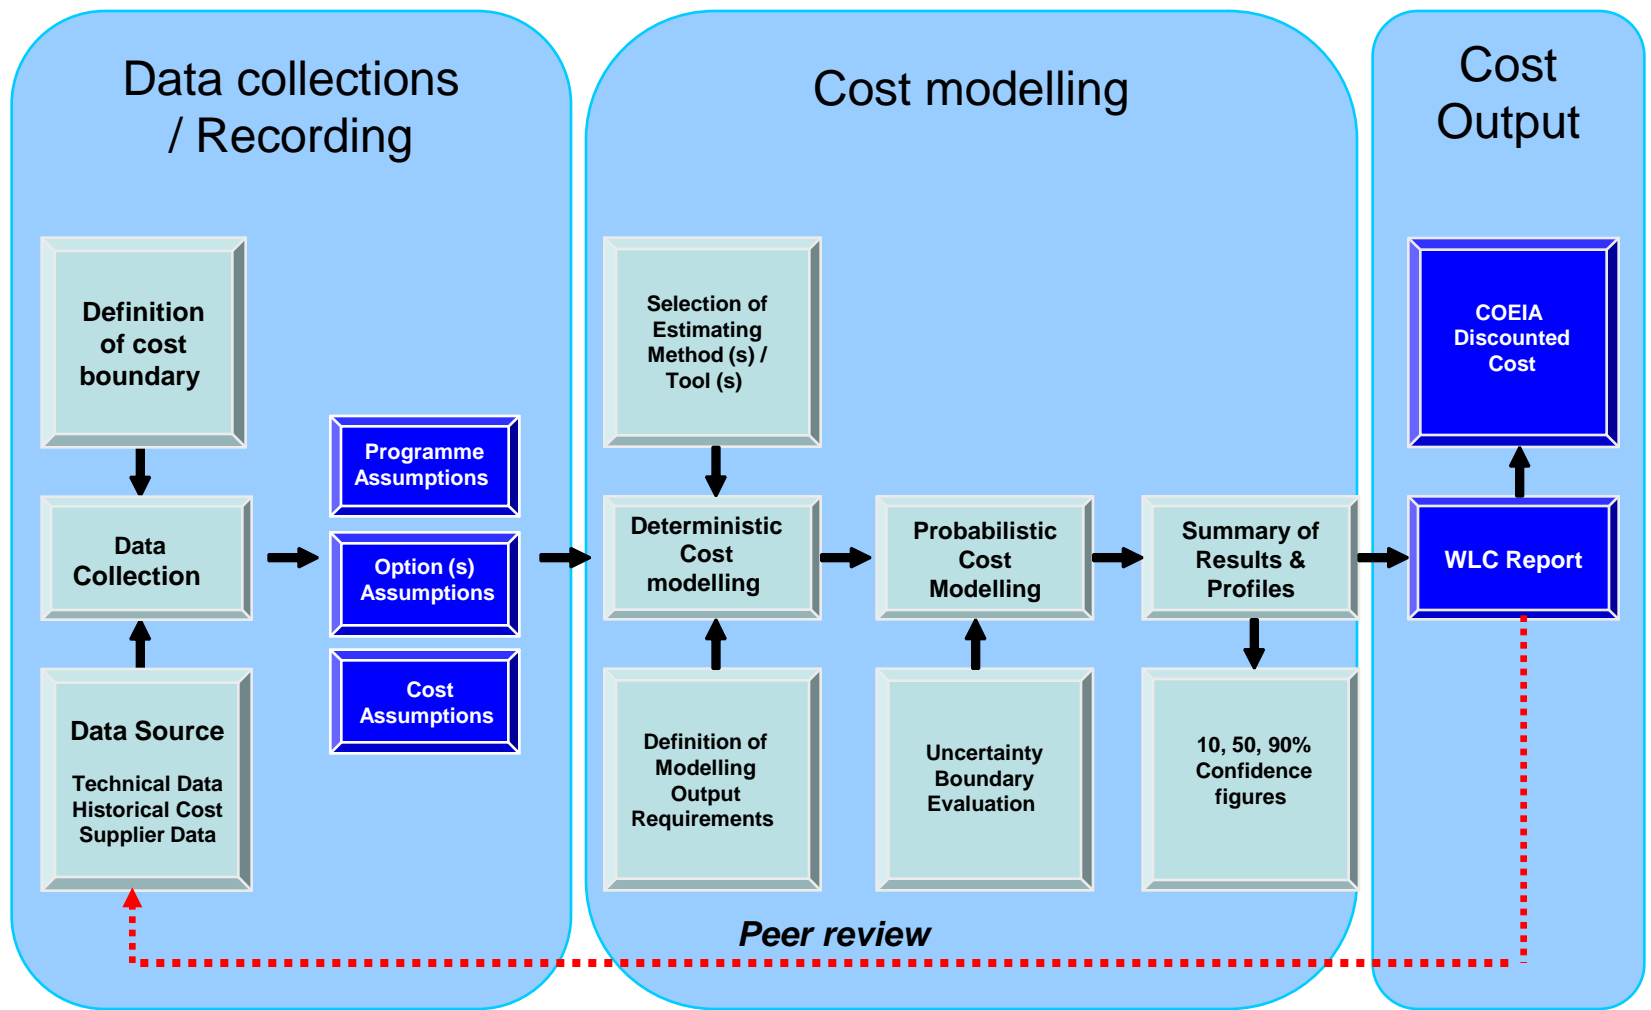 Data collections
/ Recording
Definition
of cost
boundary
Data
Collection
Data Source
Technical Data
Historical Cost
Supplier Data
Programme
Assumptions
Option (s)
Assumptions
Cost
Assumptions
Cost modelling
Selection of
Estimating
Method (s) /
Tool (s)
Deterministic
Cost
modelling
Definition of
Modelling
Output
Requirements
Probabilistic
Cost
Modelling
Uncertainty
Boundary
Evaluation
Summary of
Results &
Profiles
10, 50, 90%
Confidence
figures
Cost
Output
COEIA
Discounted
Cost
WLC Report
Peer review